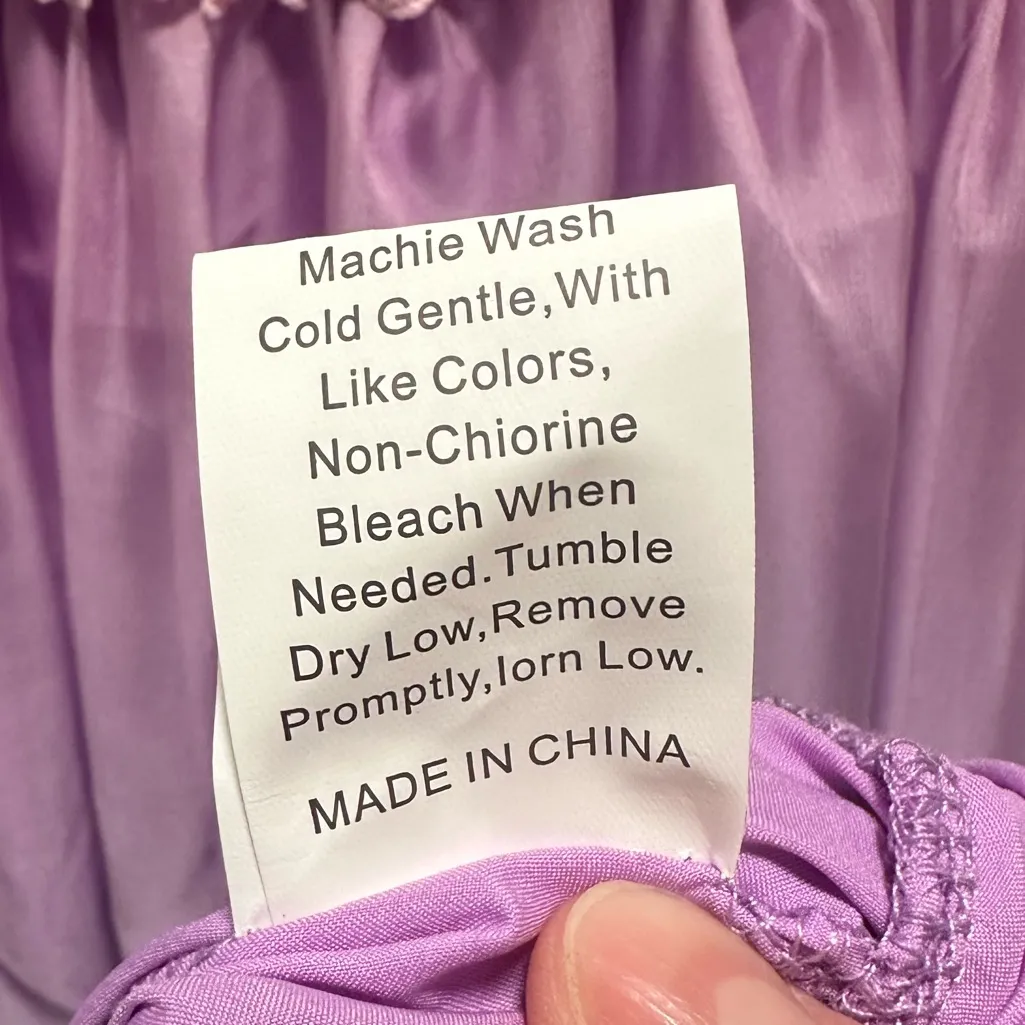 Machie Wash
Cold Gentle,With
Like Colors,
Non-Chiorine
Bleach When
Needed.Tumble
Dry Low,Remove
Promptly,Iorn Low.
MADE IN CHINA